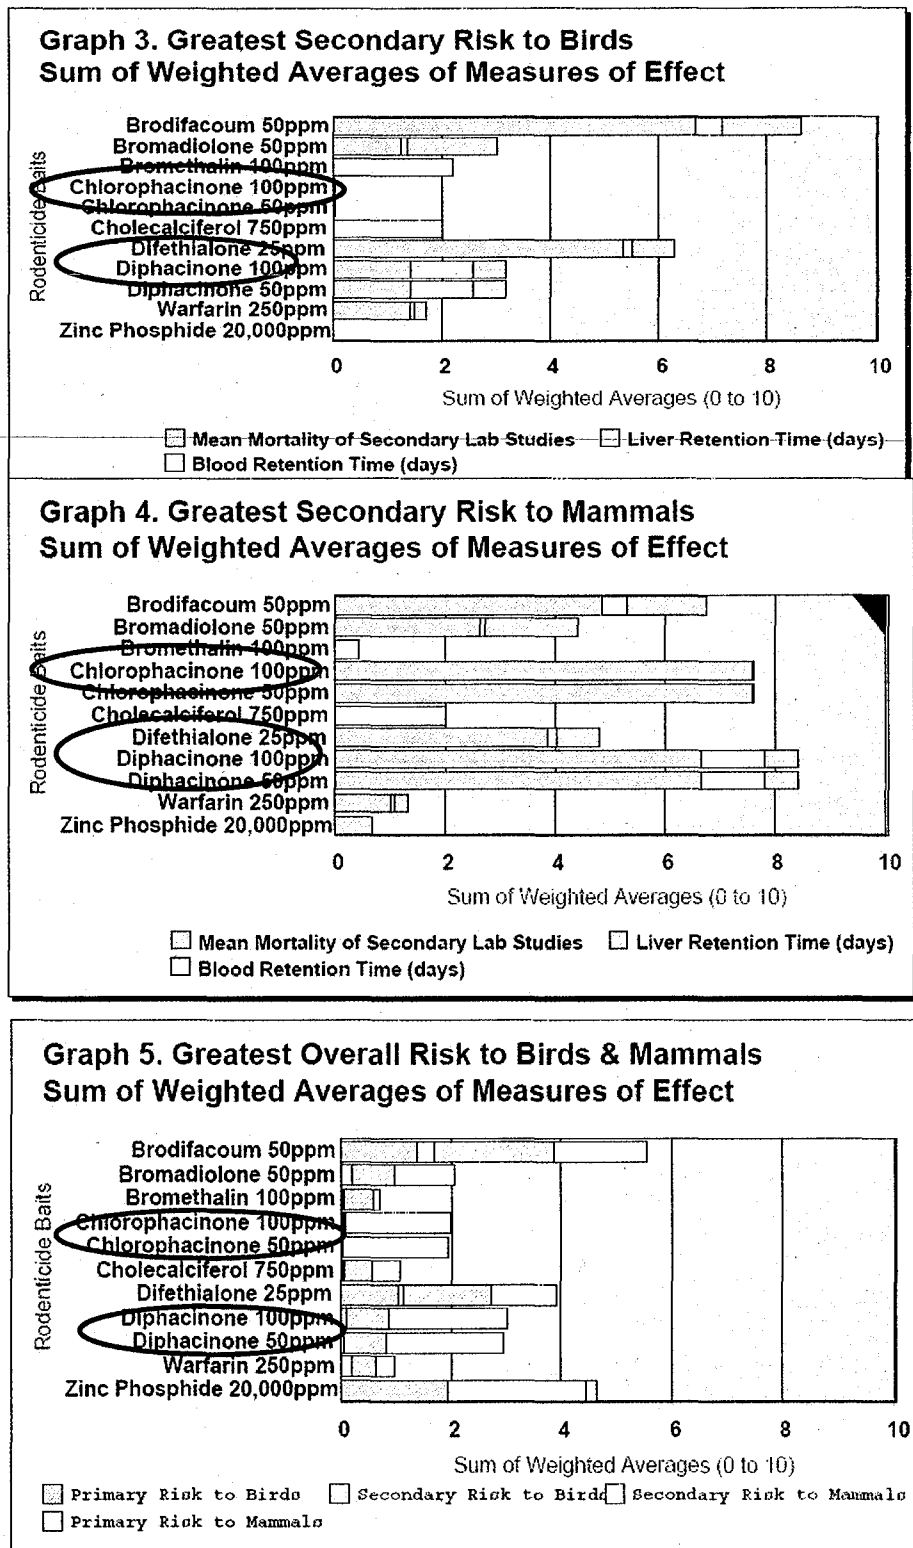 Graph 3. Greatest Secondary Risk to Birds
Sum of Weighted Averages of Measures of Effect
Rodenticide Baits
Brodifacoum 50ppm
Bromadiolone 50ppm
Bromethalin 100ppm
Chlorophacinone 100ppm
Chlorophacinone 50ppm
Cholecalciferol 750ppm
Difethialone 25ppm
Diphacinone 100ppm
Diphacinone 50ppm
Warfarin 250ppm
Zinc Phosphide 20,000ppm
0 2 4 6 8 10
Sum of Weighted Averages (0 to 10)
Mean Mortality of Secondary Lab Studies Liver Retention Time (days)
Blood Retention Time (days)
Graph 4. Greatest Secondary Risk to Mammals
Sum of Weighted Averages of Measures of Effect
Rodenticide Baits
Brodifacoum 50ppm
Bromadiolone 50ppm
Bromethalin 100ppm
Chlorophacinone 100ppm
Chlorophacinone 50ppm
Cholecalciferol 750ppm
Difethialone 25ppm
Diphacinone 100ppm
Diphacinone 50ppm
Warfarin 250ppm
Zinc Phosphide 20,000ppm
0 2 4 6 8 10
Sum of Weighted Averages (0 to 10)
Mean Mortality of Secondary Lab Studies Liver Retention Time (days)
Blood Retention Time (days)
Graph 5. Greatest Overall Risk to Birds & Mammals
Sum of Weighted Averages of Measures of Effect
Rodenticide Baits
Brodifacoum 50ppm
Bromadiolone 50ppm
Bromethalin 100ppm
Chlorophacinone 100ppm
Chlorophacinone 50ppm
Cholecalciferol 750ppm
Difethialone 25ppm
Diphacinone 100ppm
Diphacinone 50ppm
Warfarin 250ppm
Zinc Phosphide 20,000ppm
0 2 4 6 8 10
Sum of Weighted Averages (0 to 10)
Primary Risk to Birds Secondary Risk to Birds Secondary Risk to Mammals
Primary Risk to Mammals